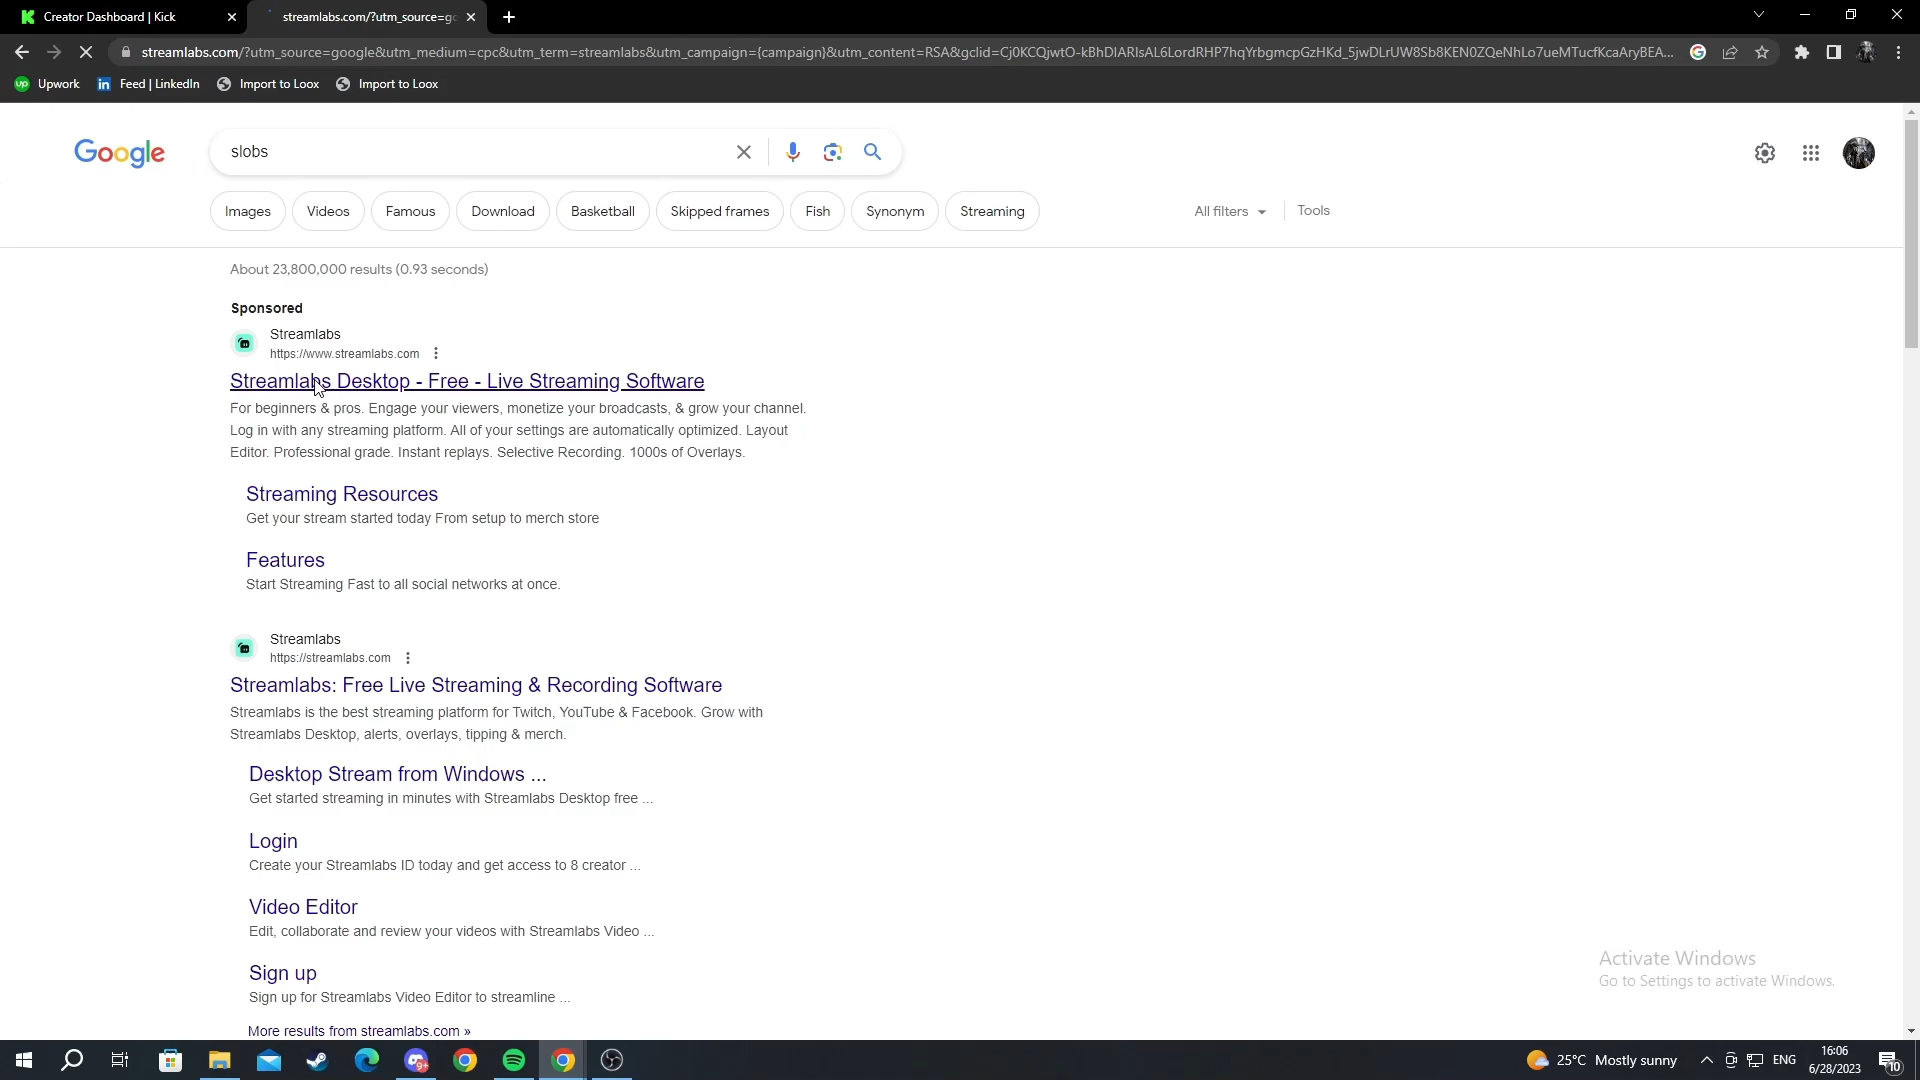 Creator Dashboard | Kick
streamlabs.com/?utm_source=gc
streamlabs.com/?utm_source=google&utm_medium=cpc&utm_term=streamlabs&utm_campaign={campaign}&utm_content=RSA&gclid=Cj0KCQjwtO-kBhDIARIsAL6LordRHP7hqYrbgmcpGzHKd_5jwDLrUW8Sb8KEN0ZQeNhLo7ueMTucfKcaAryBEA...
Upwork
Feed | LinkedIn
Import to Loox
Import to Loox
Google
slobs
Images
Videos
Famous
Download
Basketball
Skipped frames
Fish
Synonym
Streaming
All filters
Tools
About 23,800,000 results (0.93 seconds)
Sponsored
Streamlabs
https://www.streamlabs.com
Streamlabs Desktop - Free - Live Streaming Software
For beginners & pros. Engage your viewers, monetize your broadcasts, & grow your channel.
Log in with any streaming platform. All of your settings are automatically optimized. Layout
Editor. Professional grade. Instant replays. Selective Recording. 1000s of Overlays.
Streaming Resources
Get your stream started today From setup to merch store
Features
Start Streaming Fast to all social networks at once.
Streamlabs
https://streamlabs.com
Streamlabs: Free Live Streaming & Recording Software
Streamlabs is the best streaming platform for Twitch, YouTube & Facebook. Grow with
Streamlabs Desktop, alerts, overlays, tipping & merch.
Desktop Stream from Windows ...
Get started streaming in minutes with Streamlabs Desktop free ...
Login
Create your Streamlabs ID today and get access to 8 creator ...
Video Editor
Edit, collaborate and review your videos with Streamlabs Video ...
Sign up
Sign up for Streamlabs Video Editor to streamline ...
More results from streamlabs.com »
Activate Windows
Go to Settings to activate Windows.
9+
25°C Mostly sunny
ENG
16:06
6/28/2023
10